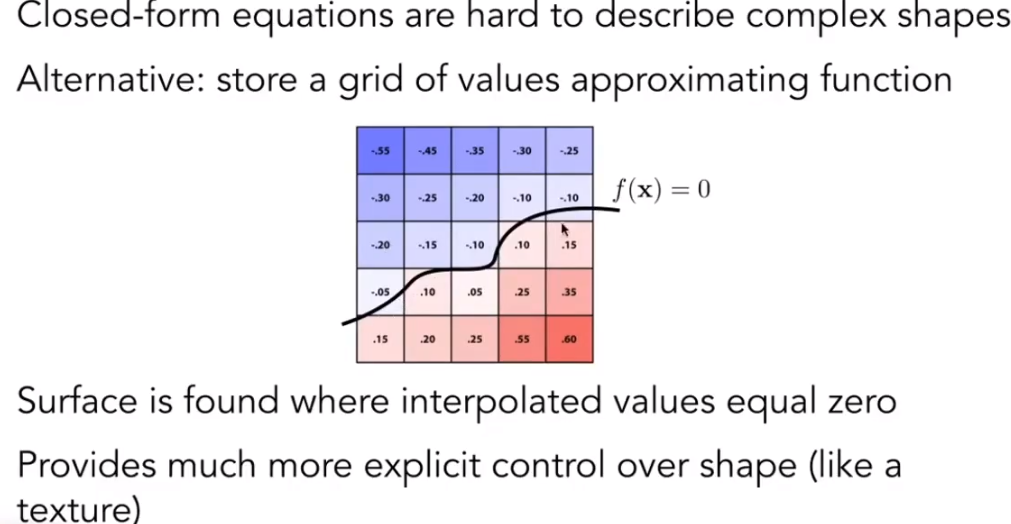 Closed-form equations are hard to describe complex shapes
Alternative: store a grid of values approximating function
-.55 -.45 -.35 -.30 -.25
-.30 -.25 -.20 -.10 -.10
f(x) = 0
-.20 -.15 -.10 .10 .15
-.05 .10 .05 .25 .35
.15 .20 .25 .55 .60
Surface is found where interpolated values equal zero
Provides much more explicit control over shape (like a
texture)